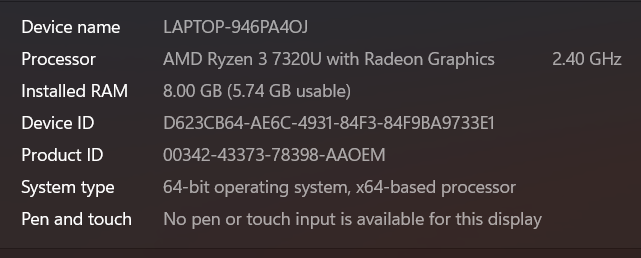 Device name LAPTOP-946PA4OJ
Processor AMD Ryzen 3 7320U with Radeon Graphics 2.40 GHz
Installed RAM 8.00 GB (5.74 GB usable)
Device ID D623CB64-AE6C-4931-84F3-84F9BA9733E1
Product ID 00342-43373-78398-AAOEM
System type 64-bit operating system, x64-based processor
Pen and touch No pen or touch input is available for this display